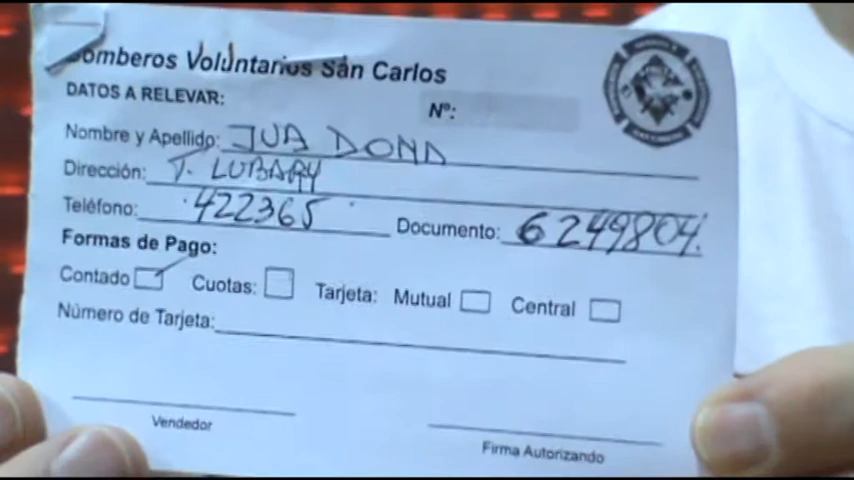 Bomberos Voluntarios San Carlos
DATOS A RELEVAR:
Nº:
Nombre y Apellido: JUA DONA
Dirección: T. LUBARY
Teléfono: 422365 Documento: 6249804.
Formas de Pago:
Contado Cuotas: Tarjeta: Mutual Central
Número de Tarjeta:
Vendedor
Firma Autorizando